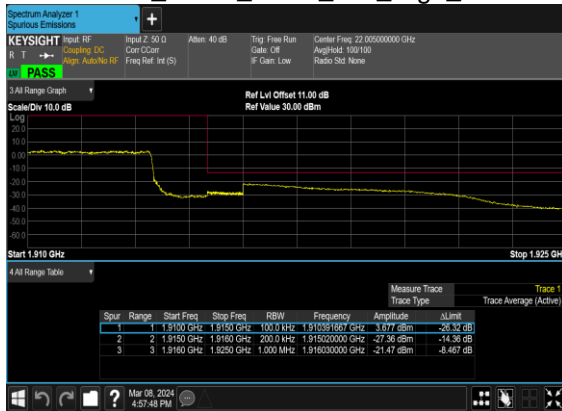 Spectrum Analyzer 1
Spurious Emissions
KEYSIGHT Input: RF Input Z: 50 Ω Atten: 40 dB Trig: Free Run Center Freq: 22.005000000 GHz
R T Coupling: DC Corr CCorr Gate: Off Avg|Hold: 100/100
Align: Auto/No RF Freq Ref: Int (S) IF Gain: Low Radio Std: None
PASS
3 All Range Graph Ref Lvl Offset 11.00 dB
Scale/Div 10.0 dB Ref Value 30.00 dBm
Log
20.0
10.0
0.00
-10.0
-20.0
-30.0
-40.0
-50.0
-60.0
Start 1.910 GHz Stop 1.925 GH
4 All Range Table
Measure Trace Trace 1
Trace Type Trace Average (Active)
Spur Range Start Freq Stop Freq RBW Frequency Amplitude ΔLimit
1 1 1.9100 GHz 1.9150 GHz 100.0 kHz 1.910391667 GHz 3.677 dBm -26.32 dB
2 2 1.9150 GHz 1.9160 GHz 200.0 kHz 1.915020000 GHz -27.36 dBm -14.36 dB
3 3 1.9160 GHz 1.9250 GHz 1.000 MHz 1.916030000 GHz -21.47 dBm -8.467 dB
? Mar 08, 2024
4:57:48 PM